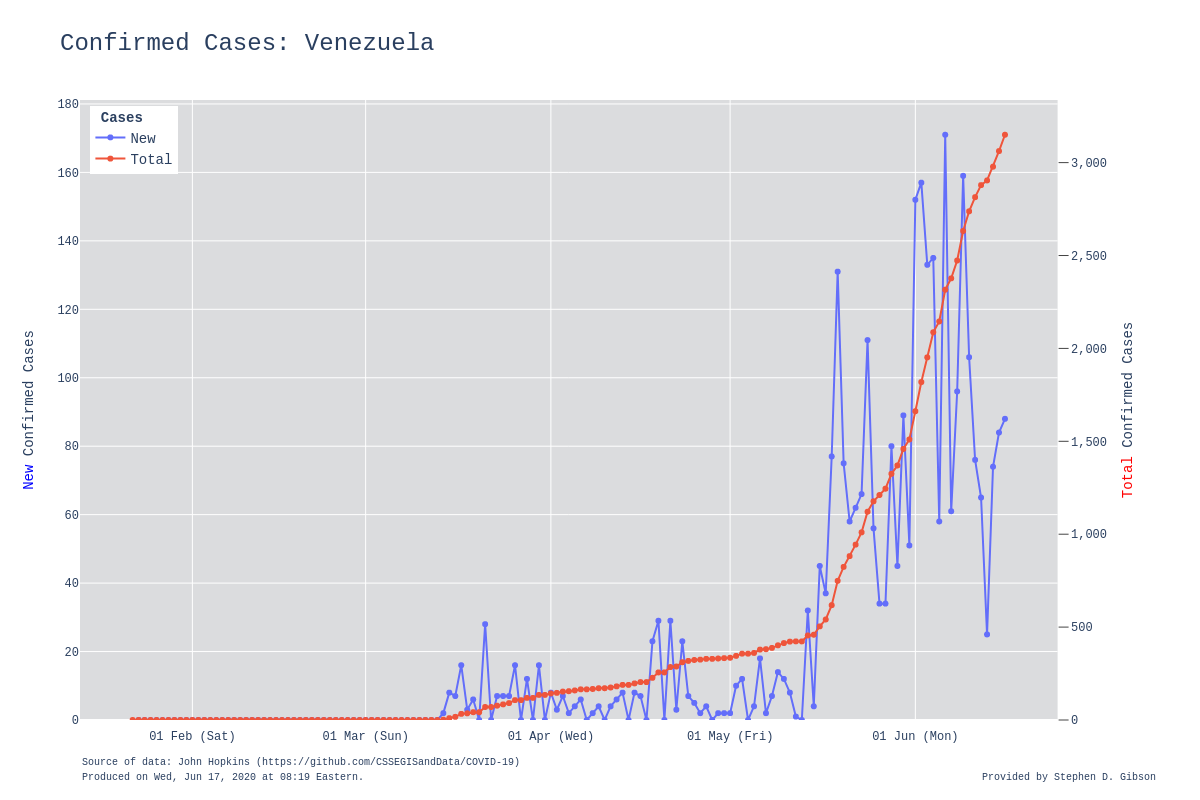 Confirmed Cases: Venezuela
Cases
New
Total
180
160
140
120
100
80
60
40
20
0
New Confirmed Cases
3,000
2,500
2,000
1,500
1,000
500
0
Total Confirmed Cases
01 Feb (Sat)
01 Mar (Sun)
01 Apr (Wed)
01 May (Fri)
01 Jun (Mon)
Source of data: John Hopkins (https://github.com/CSSEGISandData/COVID-19)
Produced on Wed, Jun 17, 2020 at 08:19 Eastern.
Provided by Stephen D. Gibson